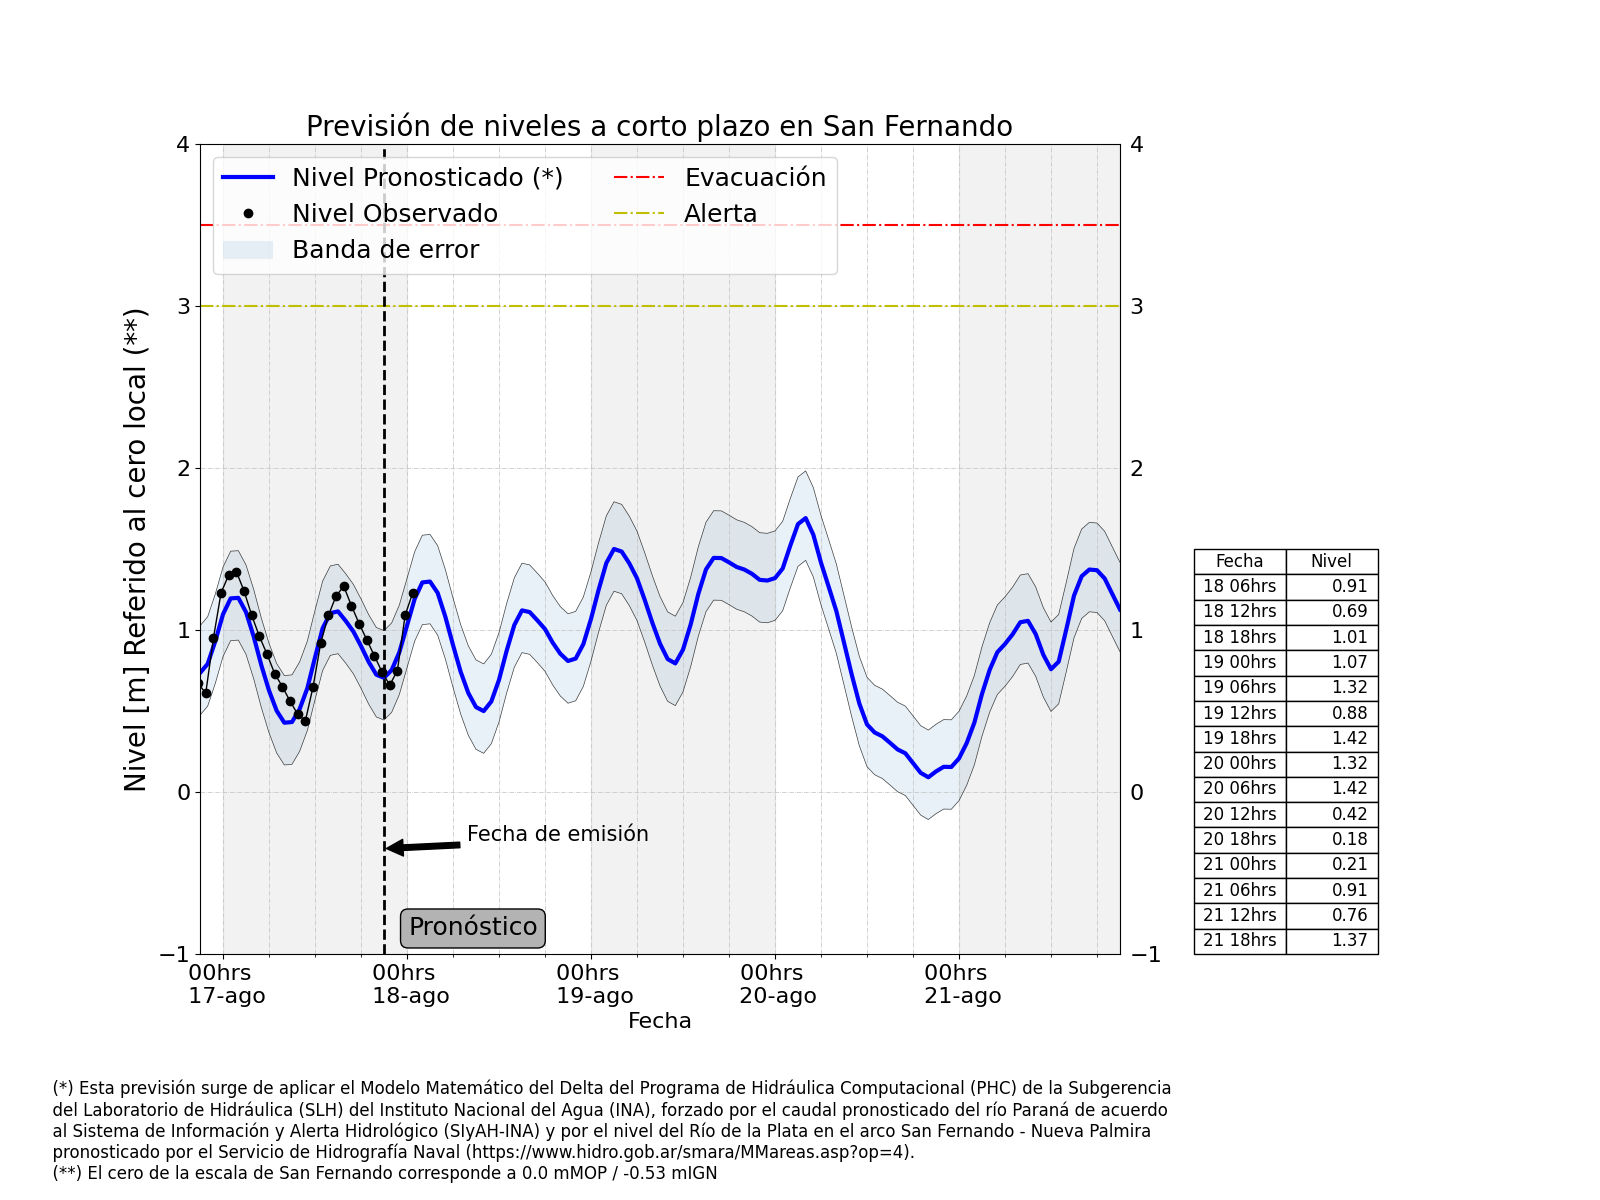 Previsión de niveles a corto plazo en San Fernando
Nivel Pronosticado (*)
Nivel Observado
Banda de error
Evacuación
Alerta
Nivel [m] Referido al cero local (**)
4
3
2
1
0
−1
4
3
2
1
0
−1
Fecha de emisión
Pronóstico
00hrs
17-ago
00hrs
18-ago
00hrs
19-ago
00hrs
20-ago
00hrs
21-ago
Fecha
Fecha Nivel
18 06hrs 0.91
18 12hrs 0.69
18 18hrs 1.01
19 00hrs 1.07
19 06hrs 1.32
19 12hrs 0.88
19 18hrs 1.42
20 00hrs 1.32
20 06hrs 1.42
20 12hrs 0.42
20 18hrs 0.18
21 00hrs 0.21
21 06hrs 0.91
21 12hrs 0.76
21 18hrs 1.37
(*) Esta previsión surge de aplicar el Modelo Matemático del Delta del Programa de Hidráulica Computacional (PHC) de la Subgerencia
del Laboratorio de Hidráulica (SLH) del Instituto Nacional del Agua (INA), forzado por el caudal pronosticado del río Paraná de acuerdo
al Sistema de Información y Alerta Hidrológico (SIyAH-INA) y por el nivel del Río de la Plata en el arco San Fernando - Nueva Palmira
pronosticado por el Servicio de Hidrografía Naval (https://www.hidro.gob.ar/smara/MMareas.asp?op=4).
(**) El cero de la escala de San Fernando corresponde a 0.0 mMOP / -0.53 mIGN